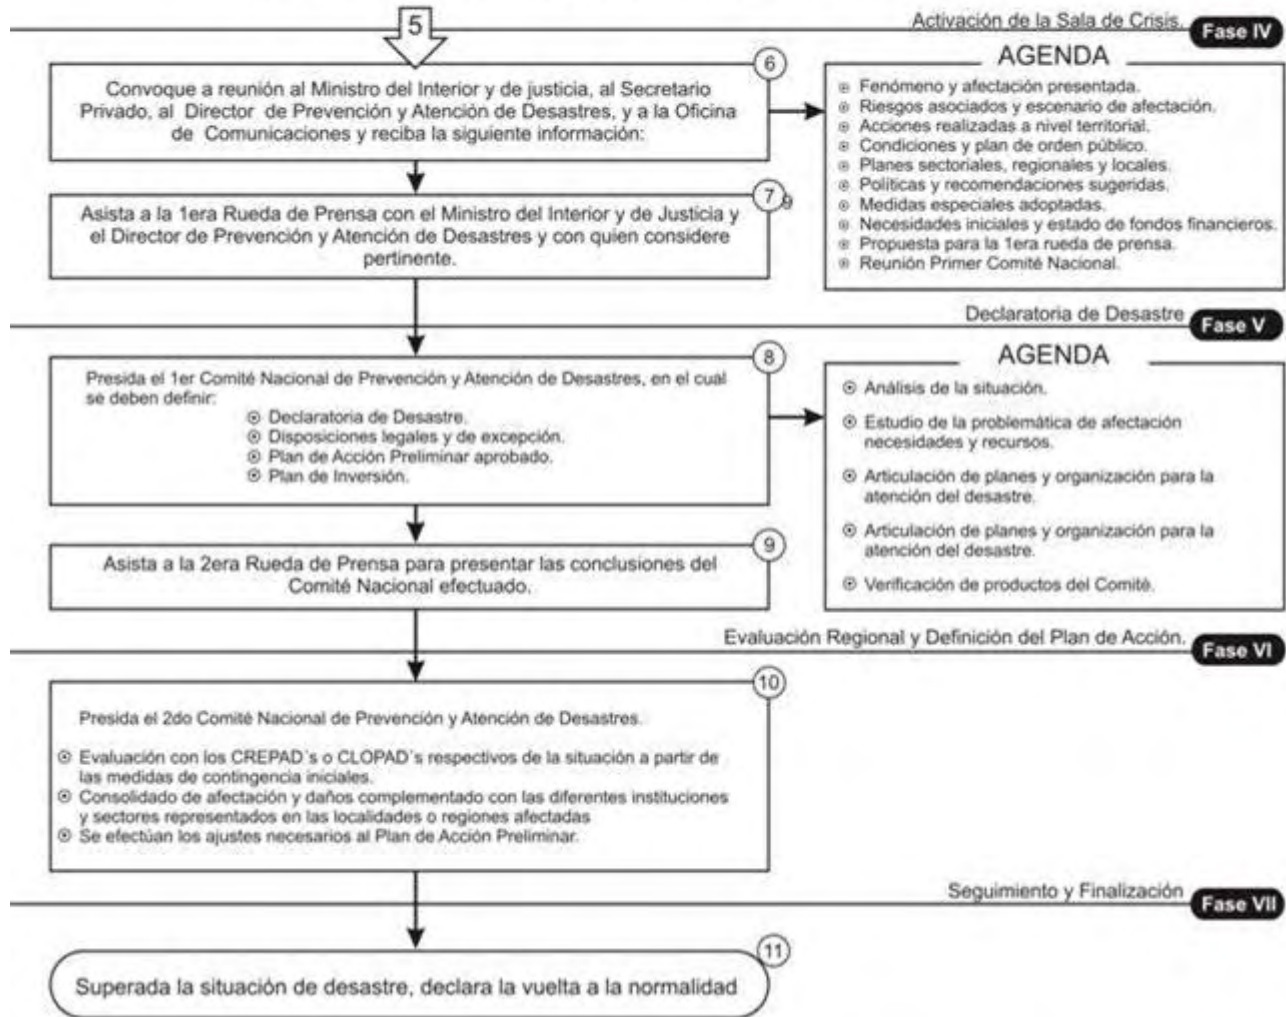 5
Activación de la Sala de Crisis.
Fase IV
6
Convoque a reunión al Ministro del Interior y de justicia, al Secretario
Privado, al Director de Prevención y Atención de Desastres, y a la Oficina
de Comunicaciones y reciba la siguiente información:
AGENDA
Fenómeno y afectación presentada.
Riesgos asociados y escenario de afectación.
Acciones realizadas a nivel territorial.
Condiciones y plan de orden público.
Planes sectoriales, regionales y locales.
Políticas y recomendaciones sugeridas.
Medidas especiales adoptadas.
Necesidades iniciales y estado de fondos financieros.
Propuesta para la 1era rueda de prensa.
Reunión Primer Comité Nacional.
7
9
Asista a la 1era Rueda de Prensa con el Ministro del Interior y de Justicia y
el Director de Prevención y Atención de Desastres y con quien considere
pertinente.
Declaratoria de Desastre
Fase V
8
Presida el 1er Comité Nacional de Prevención y Atención de Desastres, en el cual
se deben definir:
Declaratoria de Desastre.
Disposiciones legales y de excepción.
Plan de Acción Preliminar aprobado.
Plan de Inversión.
AGENDA
Análisis de la situación.
Estudio de la problemática de afectación
necesidades y recursos.
Articulación de planes y organización para la
atención del desastre.
Articulación de planes y organización para la
atención del desastre.
Verificación de productos del Comité.
9
Asista a la 2era Rueda de Prensa para presentar las conclusiones del
Comité Nacional efectuado.
Evaluación Regional y Definición del Plan de Acción.
Fase VI
10
Presida el 2do Comité Nacional de Prevención y Atención de Desastres.
Evaluación con los CREPAD´s o CLOPAD´s respectivos de la situación a partir de
las medidas de contingencia iniciales.
Consolidado de afectación y daños complementado con las diferentes instituciones
y sectores representados en las localidades o regiones afectadas
Se efectúan los ajustes necesarios al Plan de Acción Preliminar.
Seguimiento y Finalización
Fase VII
11
Superada la situación de desastre, declara la vuelta a la normalidad